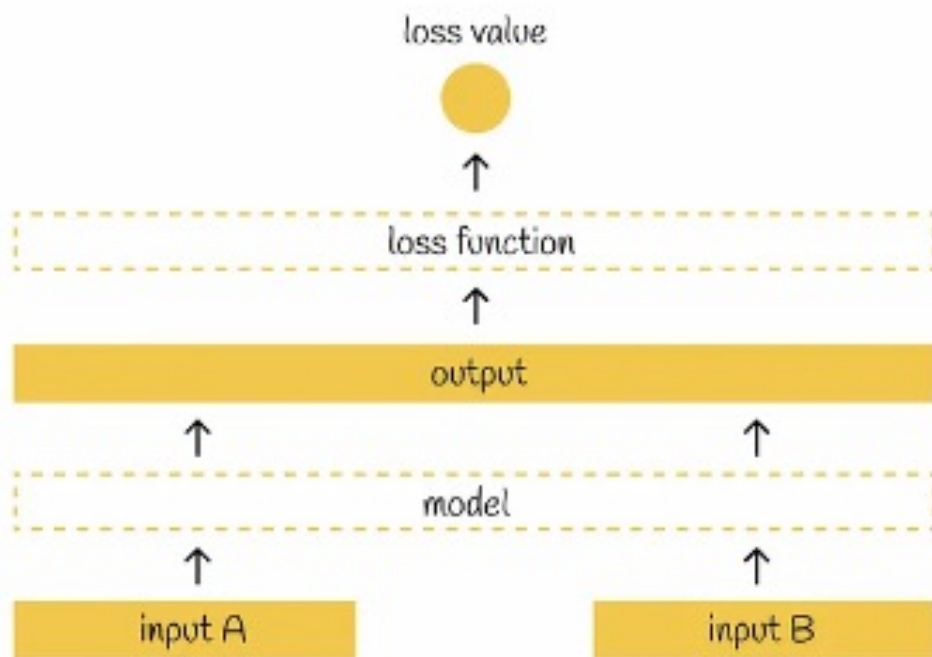 loss value
loss function
output
model
input A
input B